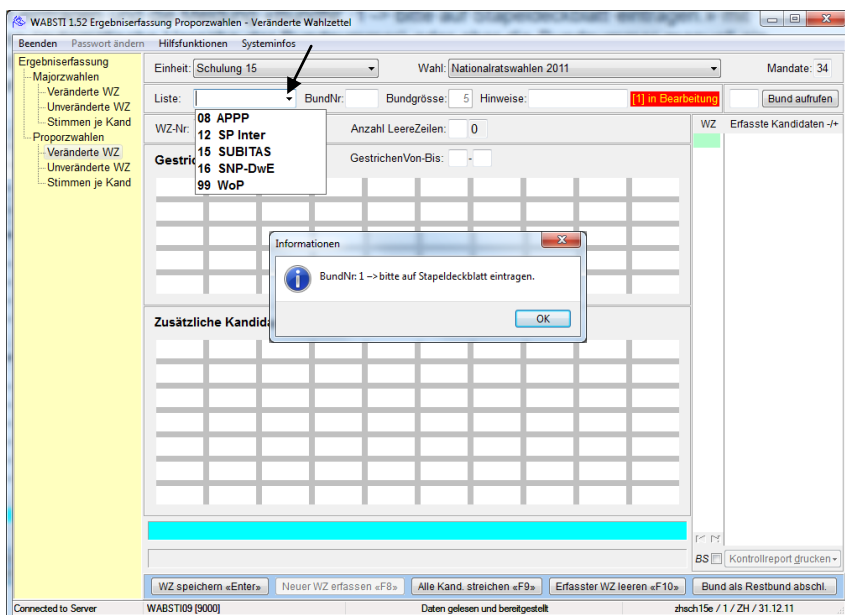 WABSTI 1.52 Ergebniserfassung Proporzwahlen - Veränderte Wahlzettel
Beenden Passwort ändern Hilfsfunktionen Systeminfos
Ergebniserfassung
Majorzwahlen
Veränderte WZ
Unveränderte WZ
Stimmen je Kand
Proporzwahlen
Veränderte WZ
Unveränderte WZ
Stimmen je Kand
Einheit: Schulung 15 Wahl: Nationalratswahlen 2011 Mandate: 34
Liste: BundNr: Bundgrösse: 5 Hinweise: [1] in Bearbeitung Bund aufrufen
08 APPP
12 SP Inter
15 SUBITAS
16 SNP-DwE
99 WoP
WZ-Nr: Anzahl LeereZeilen: 0
WZ Erfasste Kandidaten -/+
GestrichenVon-Bis: -
Informationen
BundNr: 1 --> bitte auf Stapeldeckblatt eintragen.
OK
Zusätzliche
BS Kontrollreport drucken
WZ speichern «Enter» Neuer WZ erfassen «F8» Alle Kand. streichen «F9» Erfasster WZ leeren «F10» Bund als Restbund abschl.
Connected to Server WABSTI09 [9000] Daten gelesen und bereitgestellt zhsch15e / 1 / ZH / 31.12.11